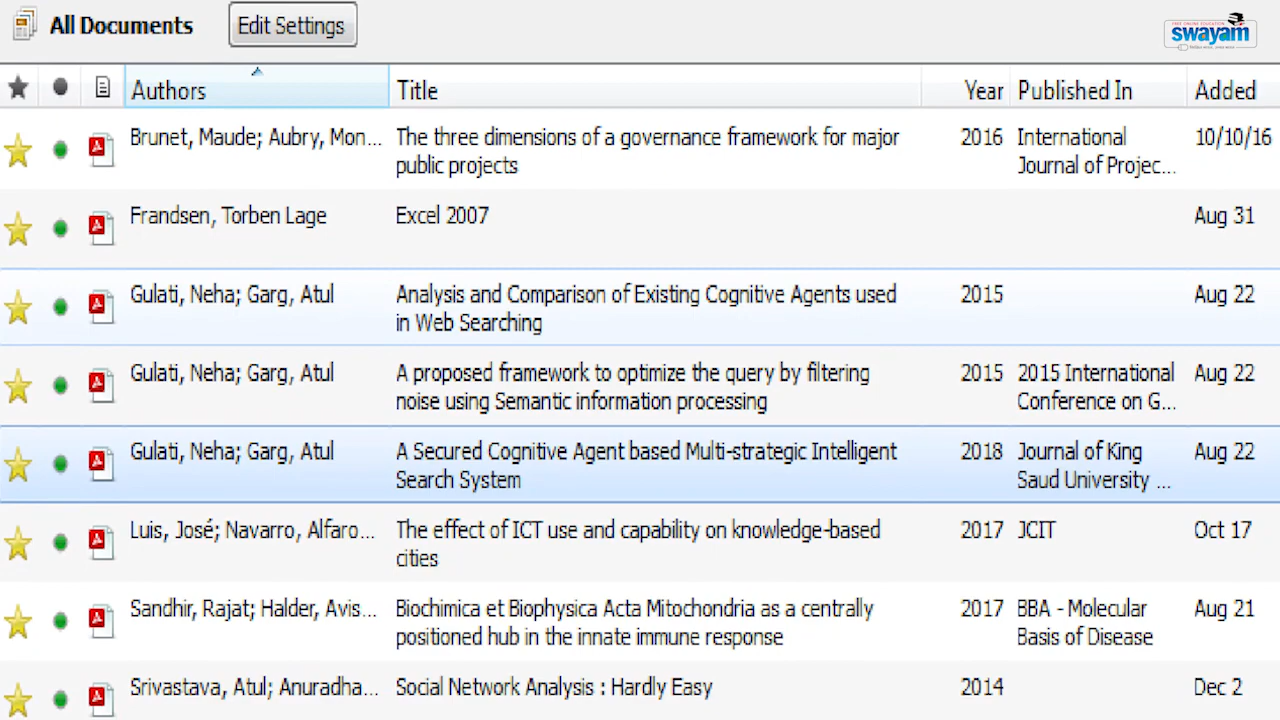 All Documents Edit Settings
FREE ONLINE EDUCATION
swayam
Authors Title Year Published In Added
Brunet, Maude; Aubry, Mon... The three dimensions of a governance framework for major 2016 International 10/10/16
public projects Journal of Projec...
Frandsen, Torben Lage Excel 2007 Aug 31
Gulati, Neha; Garg, Atul Analysis and Comparison of Existing Cognitive Agents used 2015 Aug 22
in Web Searching
Gulati, Neha; Garg, Atul A proposed framework to optimize the query by filtering 2015 2015 International Aug 22
noise using Semantic information processing Conference on G...
Gulati, Neha; Garg, Atul A Secured Cognitive Agent based Multi-strategic Intelligent 2018 Journal of King Aug 22
Search System Saud University ...
Luis, José; Navarro, Alfaro... The effect of ICT use and capability on knowledge-based 2017 JCIT Oct 17
cities
Sandhir, Rajat; Halder, Avis... Biochimica et Biophysica Acta Mitochondria as a centrally 2017 BBA - Molecular Aug 21
positioned hub in the innate immune response Basis of Disease
Srivastava, Atul; Anuradha... Social Network Analysis : Hardly Easy 2014 Dec 2